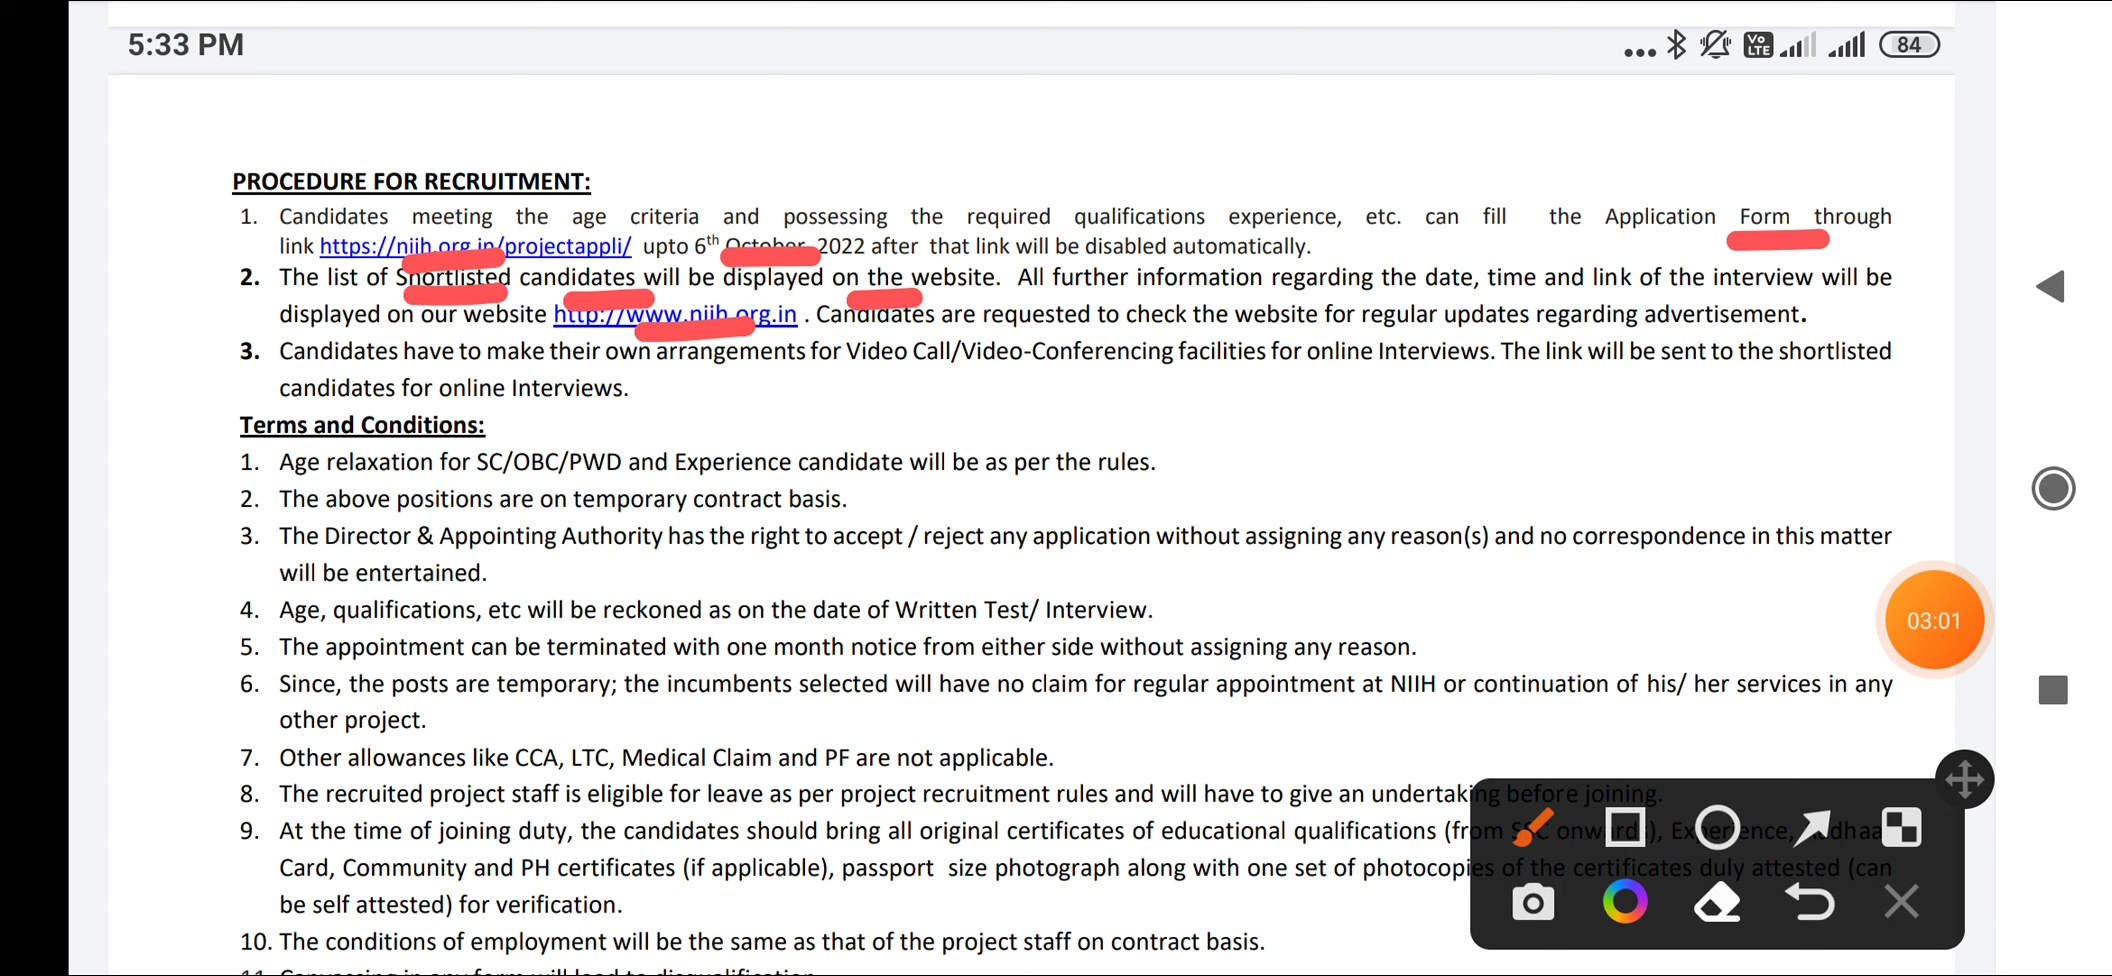 5:33 PM
Vo LTE
84
PROCEDURE FOR RECRUITMENT:
1. Candidates meeting the age criteria and possessing the required qualifications experience, etc. can fill the Application Form through
link https://niih.org.in/projectappli/ upto 6th October 2022 after that link will be disabled automatically.
2. The list of Shortlisted candidates will be displayed on the website. All further information regarding the date, time and link of the interview will be
displayed on our website http://www.niih.org.in . Candidates are requested to check the website for regular updates regarding advertisement.
3. Candidates have to make their own arrangements for Video Call/Video-Conferencing facilities for online Interviews. The link will be sent to the shortlisted
candidates for online Interviews.
Terms and Conditions:
1. Age relaxation for SC/OBC/PWD and Experience candidate will be as per the rules.
2. The above positions are on temporary contract basis.
3. The Director & Appointing Authority has the right to accept / reject any application without assigning any reason(s) and no correspondence in this matter
will be entertained.
4. Age, qualifications, etc will be reckoned as on the date of Written Test/ Interview.
03:01
5. The appointment can be terminated with one month notice from either side without assigning any reason.
6. Since, the posts are temporary; the incumbents selected will have no claim for regular appointment at NIIH or continuation of his/ her services in any
other project.
7. Other allowances like CCA, LTC, Medical Claim and PF are not applicable.
8. The recruited project staff is eligible for leave as per project recruitment rules and will have to give an undertaking before joining.
9. At the time of joining duty, the candidates should bring all original certificates of educational qualifications (from SSC onwards), Experience,
Card, Community and PH certificates (if applicable), passport size photograph along with one set of photocopies of the certificates duly attested (can
be self attested) for verification.
10. The conditions of employment will be the same as that of the project staff on contract basis.